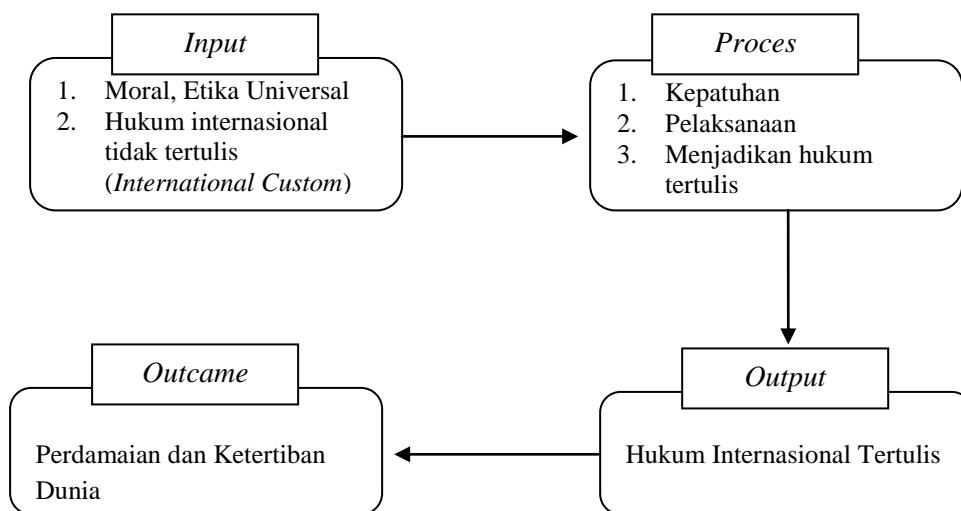 Input
1. Moral, Etika Universal
2. Hukum internasional
tidak tertulis
(International Custom)
Proces
1. Kepatuhan
2. Pelaksanaan
3. Menjadikan hukum
tertulis
Output
Hukum Internasional Tertulis
Outcame
Perdamaian dan Ketertiban
Dunia